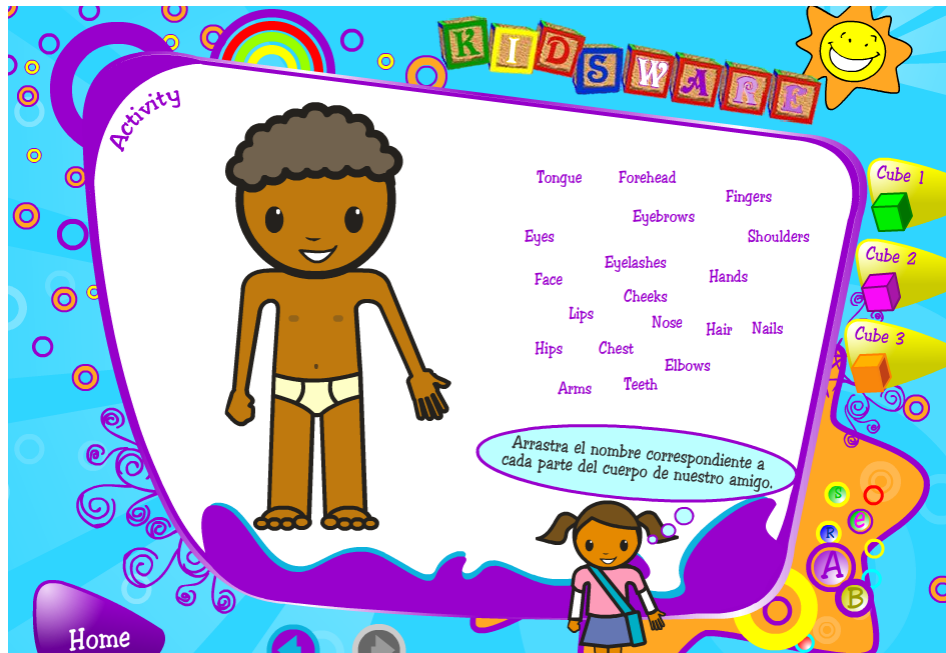 KIDSWARE
Activity
Tongue
Forehead
Fingers
Eyebrows
Eyes
Shoulders
Eyelashes
Face
Hands
Cheeks
Lips
Nose
Hair
Nails
Hips
Chest
Elbows
Arms
Teeth
Arrastra el nombre correspondiente a
cada parte del cuerpo de nuestro amigo.
Cube 1
Cube 2
Cube 3
S
e
R
A
B
Home